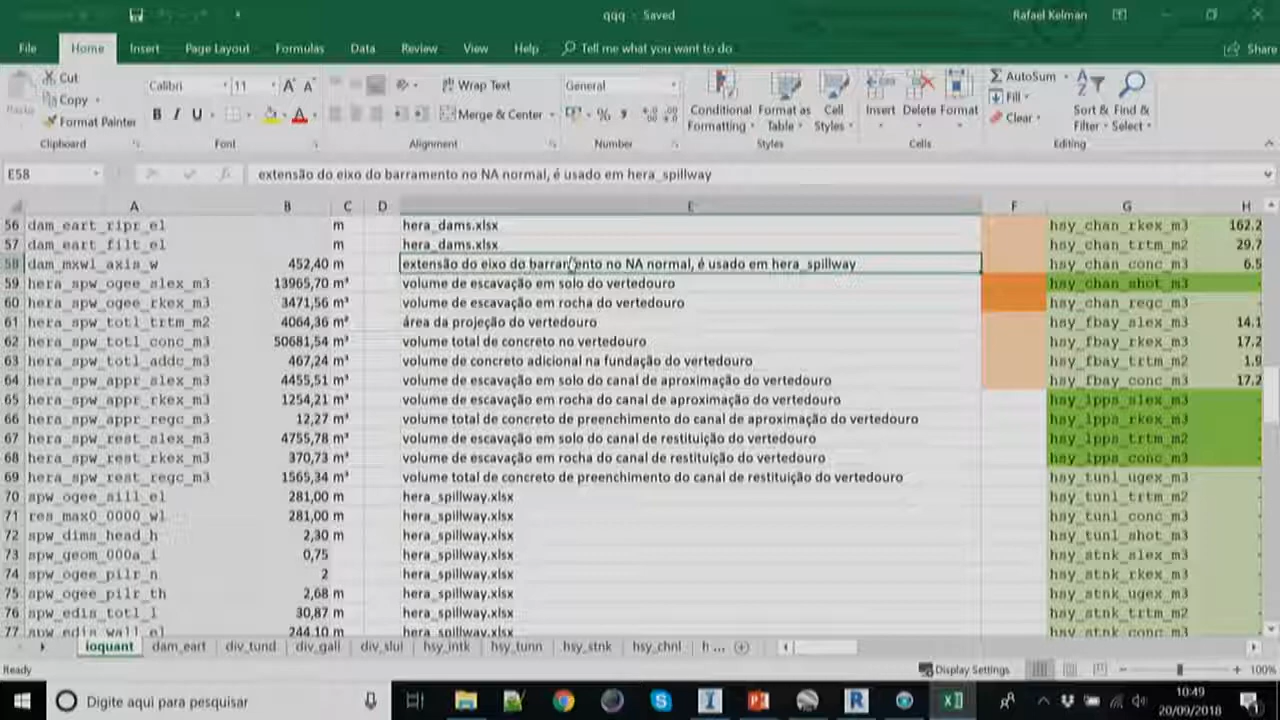 qqq - Saved
Rafael Kelman
File Home Insert Page Layout Formulas Data Review View Help Tell me what you want to do Share
Cut
Copy
Format Painter
Clipboard
Calibri 11
B I U
Font
Wrap Text
Merge & Center
Alignment
General
Number
Conditional Formatting
Format as Table
Cell Styles
Styles
Insert Delete Format
Cells
AutoSum
Fill
Clear
Sort & Filter
Find & Select
Editing
E58 extensão do eixo do barramento no NA normal, é usado em hera_spillway
A B C D E F G H
56 dam_eart_ripr_el m hera_dams.xlsx hsy_chan_rkex_m3 162.2
57 dam_eart_filt_el m hera_dams.xlsx hsy_chan_trtm_m2 29.7
58 dam_mxwl_axis_w 452,40 m extensão do eixo do barramento no NA normal, é usado em hera_spillway hsy_chan_conc_m3 6.5
59 hera_spw_ogee_slex_m3 13965,70 m³ volume de escavação em solo do vertedouro hsy_chan_shot_m3 -
60 hera_spw_ogee_rkex_m3 3471,56 m³ volume de escavação em rocha do vertedouro hsy_chan_regc_m3 -
61 hera_spw_totl_trtm_m2 4064,36 m² área da projeção do vertedouro hsy_fbay_slex_m3 14.1
62 hera_spw_totl_conc_m3 50681,54 m³ volume total de concreto no vertedouro hsy_fbay_rkex_m3 17.2
63 hera_spw_totl_addc_m3 467,24 m³ volume de concreto adicional na fundação do vertedouro hsy_fbay_trtm_m2 1.9
64 hera_spw_appr_slex_m3 4455,51 m³ volume de escavação em solo do canal de aproximação do vertedouro hsy_fbay_conc_m3 17.2
65 hera_spw_appr_rkex_m3 1254,21 m³ volume de escavação em rocha do canal de aproximação do vertedouro hsy_lpps_slex_m3 -
66 hera_spw_appr_regc_m3 12,27 m³ volume total de concreto de preenchimento do canal de aproximação do vertedouro hsy_lpps_rkex_m3 -
67 hera_spw_rest_slex_m3 4755,78 m³ volume de escavação em solo do canal de restituição do vertedouro hsy_lpps_trtm_m2 -
68 hera_spw_rest_rkex_m3 370,73 m³ volume de escavação em rocha do canal de restituição do vertedouro hsy_lpps_conc_m3 -
69 hera_spw_rest_regc_m3 1565,34 m³ volume total de concreto de preenchimento do canal de restituição do vertedouro hsy_tunl_ugex_m3 -
70 spw_ogee_sill_el 281,00 m hera_spillway.xlsx hsy_tunl_trtm_m2 -
71 res_max0_0000_wl 281,00 m hera_spillway.xlsx hsy_tunl_conc_m3 -
72 spw_dims_head_h 2,30 m hera_spillway.xlsx hsy_tunl_shot_m3 -
73 spw_geom_000a_i 0,75 hera_spillway.xlsx hsy_stnk_slex_m3 -
74 spw_ogee_pilr_n 2 hera_spillway.xlsx hsy_stnk_rkex_m3 -
75 spw_ogee_pilr_th 2,68 m hera_spillway.xlsx hsy_stnk_ugex_m3 -
76 spw_edis_totl_l 30,87 m hera_spillway.xlsx hsy_stnk_trtm_m2 -
77 spw_edis_wall_el 244,10 m hera_spillway.xlsx hsy_stnk_conc_m3 -
ioquant dam_eart div_tund div_gall div_slui hsy_intk hsy_tunn hsy_stnk hsy_chnl h ...
Ready Display Settings 100%
Digite aqui para pesquisar
10:49
20/09/2018